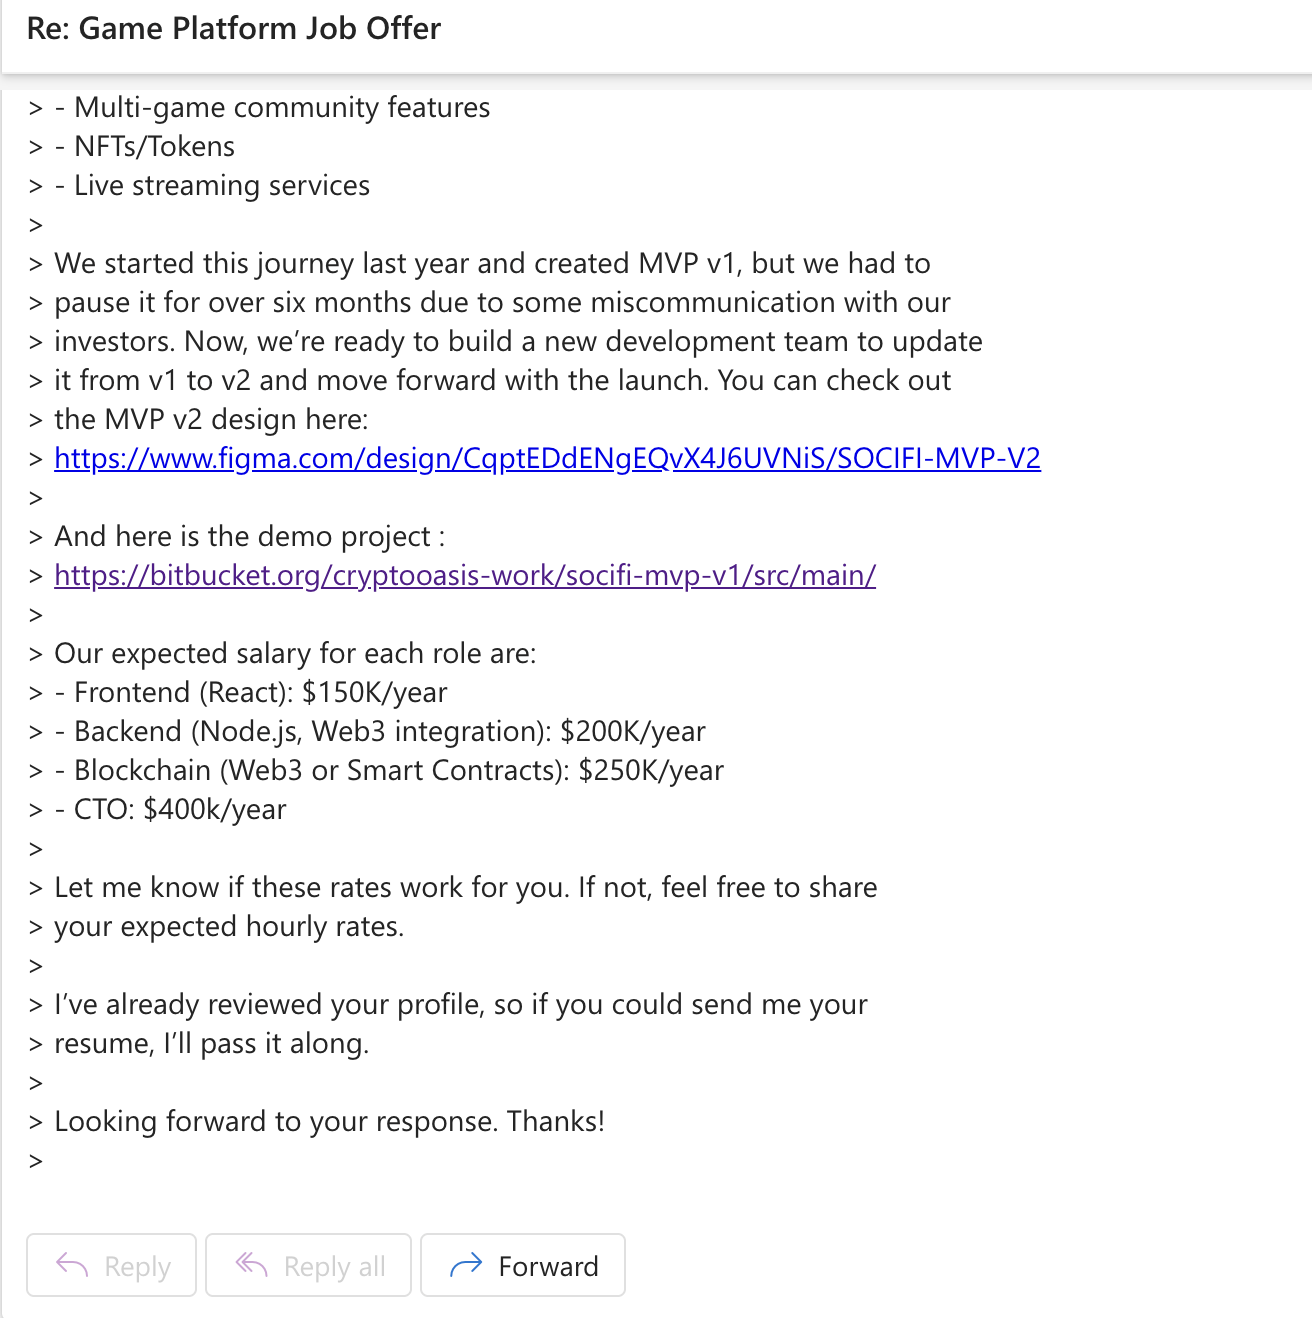 Re: Game Platform Job Offer
> - Multi-game community features
> - NFTs/Tokens
> - Live streaming services
>
> We started this journey last year and created MVP v1, but we had to
> pause it for over six months due to some miscommunication with our
> investors. Now, we’re ready to build a new development team to update
> it from v1 to v2 and move forward with the launch. You can check out
> the MVP v2 design here:
> https://www.figma.com/design/CqptEDdENgEQvX4J6UVNiS/SOCIFI-MVP-V2
>
> And here is the demo project :
> https://bitbucket.org/cryptooasis-work/socifi-mvp-v1/src/main/
>
> Our expected salary for each role are:
> - Frontend (React): $150K/year
> - Backend (Node.js, Web3 integration): $200K/year
> - Blockchain (Web3 or Smart Contracts): $250K/year
> - CTO: $400k/year
>
> Let me know if these rates work for you. If not, feel free to share
> your expected hourly rates.
>
> I’ve already reviewed your profile, so if you could send me your
> resume, I’ll pass it along.
>
> Looking forward to your response. Thanks!
>
Reply Reply all Forward